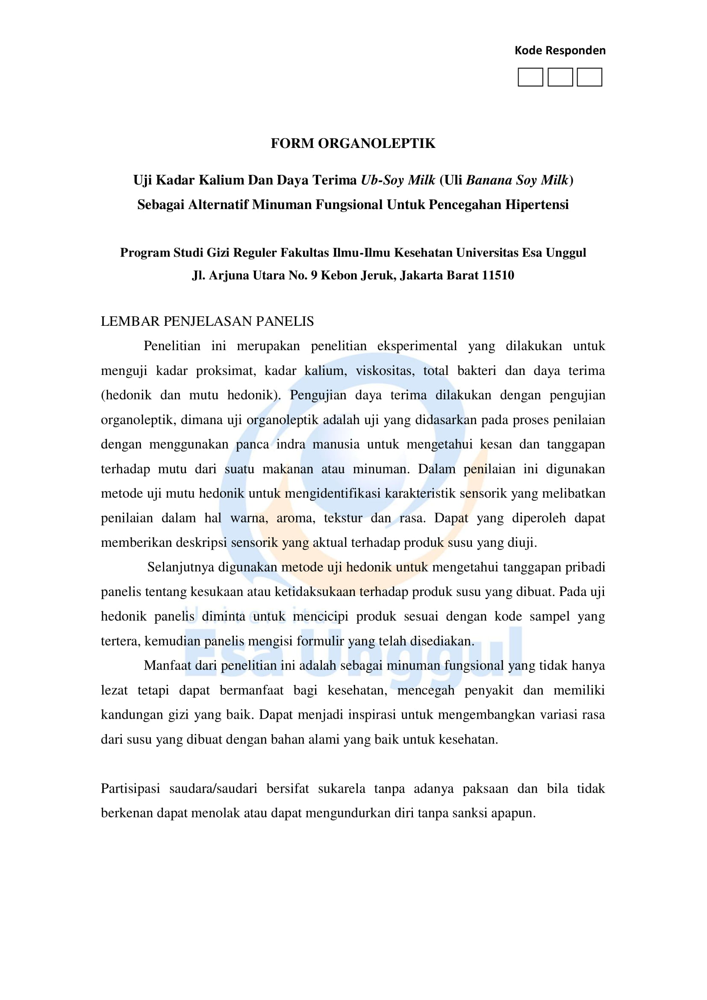 Kode Responden
FORM ORGANOLEPTIK
Uji Kadar Kalium Dan Daya Terima Ub-Soy Milk (Uli Banana Soy Milk)
Sebagai Alternatif Minuman Fungsional Untuk Pencegahan Hipertensi
Program Studi Gizi Reguler Fakultas Ilmu-Ilmu Kesehatan Universitas Esa Unggul
Jl. Arjuna Utara No. 9 Kebon Jeruk, Jakarta Barat 11510
LEMBAR PENJELASAN PANELIS
Penelitian ini merupakan penelitian eksperimental yang dilakukan untuk
menguji kadar proksimat, kadar kalium, viskositas, total bakteri dan daya terima
(hedonik dan mutu hedonik). Pengujian daya terima dilakukan dengan pengujian
organoleptik, dimana uji organoleptik adalah uji yang didasarkan pada proses penilaian
dengan menggunakan panca indra manusia untuk mengetahui kesan dan tanggapan
terhadap mutu dari suatu makanan atau minuman. Dalam penilaian ini digunakan
metode uji mutu hedonik untuk mengidentifikasi karakteristik sensorik yang melibatkan
penilaian dalam hal warna, aroma, tekstur dan rasa. Dapat yang diperoleh dapat
memberikan deskripsi sensorik yang aktual terhadap produk susu yang diuji.
Selanjutnya digunakan metode uji hedonik untuk mengetahui tanggapan pribadi
panelis tentang kesukaan atau ketidaksukaan terhadap produk susu yang dibuat. Pada uji
hedonik panelis diminta untuk mencicipi produk sesuai dengan kode sampel yang
tertera, kemudian panelis mengisi formulir yang telah disediakan.
Manfaat dari penelitian ini adalah sebagai minuman fungsional yang tidak hanya
lezat tetapi dapat bermanfaat bagi kesehatan, mencegah penyakit dan memiliki
kandungan gizi yang baik. Dapat menjadi inspirasi untuk mengembangkan variasi rasa
dari susu yang dibuat dengan bahan alami yang baik untuk kesehatan.
Partisipasi saudara/saudari bersifat sukarela tanpa adanya paksaan dan bila tidak
berkenan dapat menolak atau dapat mengundurkan diri tanpa sanksi apapun.
Universitas
Esa Unggul